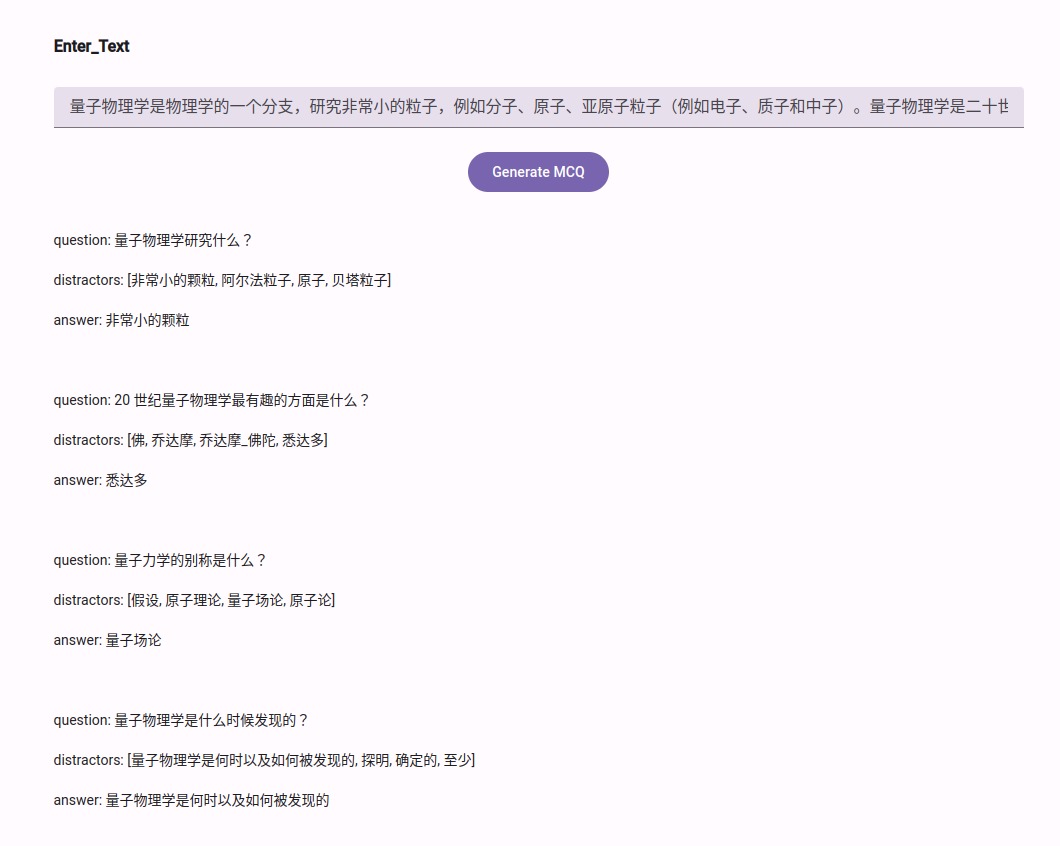 Enter_Text
量子物理学是物理学的一个分支，研究非常小的粒子，例如分子、原子、亚原子粒子（例如电子、质子和中子）。量子物理学是二十世
Generate MCQ
question: 量子物理学研究什么？
distractors: [非常小的颗粒, 阿尔法粒子, 原子, 贝塔粒子]
answer: 非常小的颗粒
question: 20 世纪量子物理学最有趣的方面是什么？
distractors: [佛, 乔达摩, 乔达摩_佛陀, 悉达多]
answer: 悉达多
question: 量子力学的别称是什么？
distractors: [假设, 原子理论, 量子场论, 原子论]
answer: 量子场论
question: 量子物理学是什么时候发现的？
distractors: [量子物理学是何时以及如何被发现的, 探明, 确定的, 至少]
answer: 量子物理学是何时以及如何被发现的